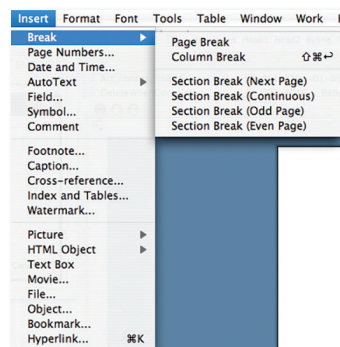 Insert Format Font Tools Table Window Work
Break
Page Numbers...
Date and Time...
AutoText
Field...
Symbol...
Comment
Footnote...
Caption...
Cross-reference...
Index and Tables...
Watermark...
Picture
HTML Object
Text Box
Movie...
File...
Object...
Bookmark...
Hyperlink... ⌘K
Page Break
Column Break ⇧⌘↩
Section Break (Next Page)
Section Break (Continuous)
Section Break (Odd Page)
Section Break (Even Page)